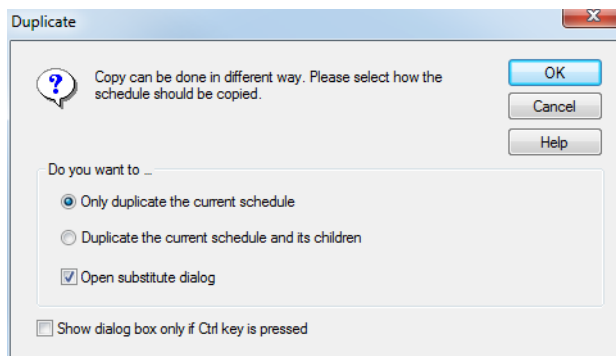 Duplicate
Copy can be done in different way. Please select how the
schedule should be copied.
OK
Cancel
Help
Do you want to ...
Only duplicate the current schedule
Duplicate the current schedule and its children
Open substitute dialog
Show dialog box only if Ctrl key is pressed